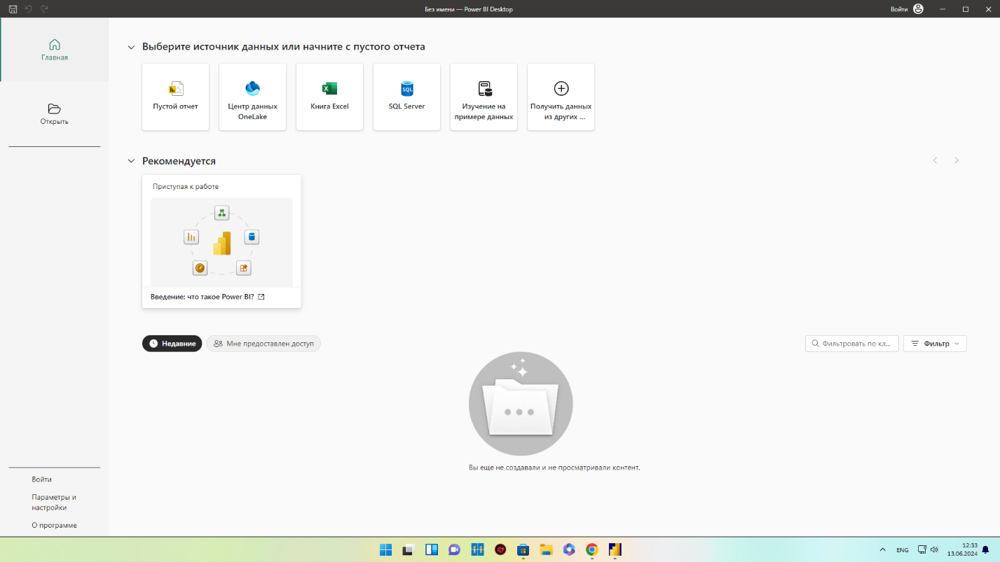 Без имени — Power BI Desktop
Войти
Главная
Открыть
Выберите источник данных или начните с пустого отчета
Пустой отчет
Центр данных
OneLake
Книга Excel
SQL
SQL Server
Изучение на
примере данных
Получить данных
из других ...
Рекомендуется
Приступая к работе
Введение: что такое Power BI?
Недавние
Мне предоставлен доступ
Фильтровать по кл...
Фильтр
Вы еще не создавали и не просматривали контент.
Войти
Параметры и
настройки
О программе
ENG
12:33
13.06.2024